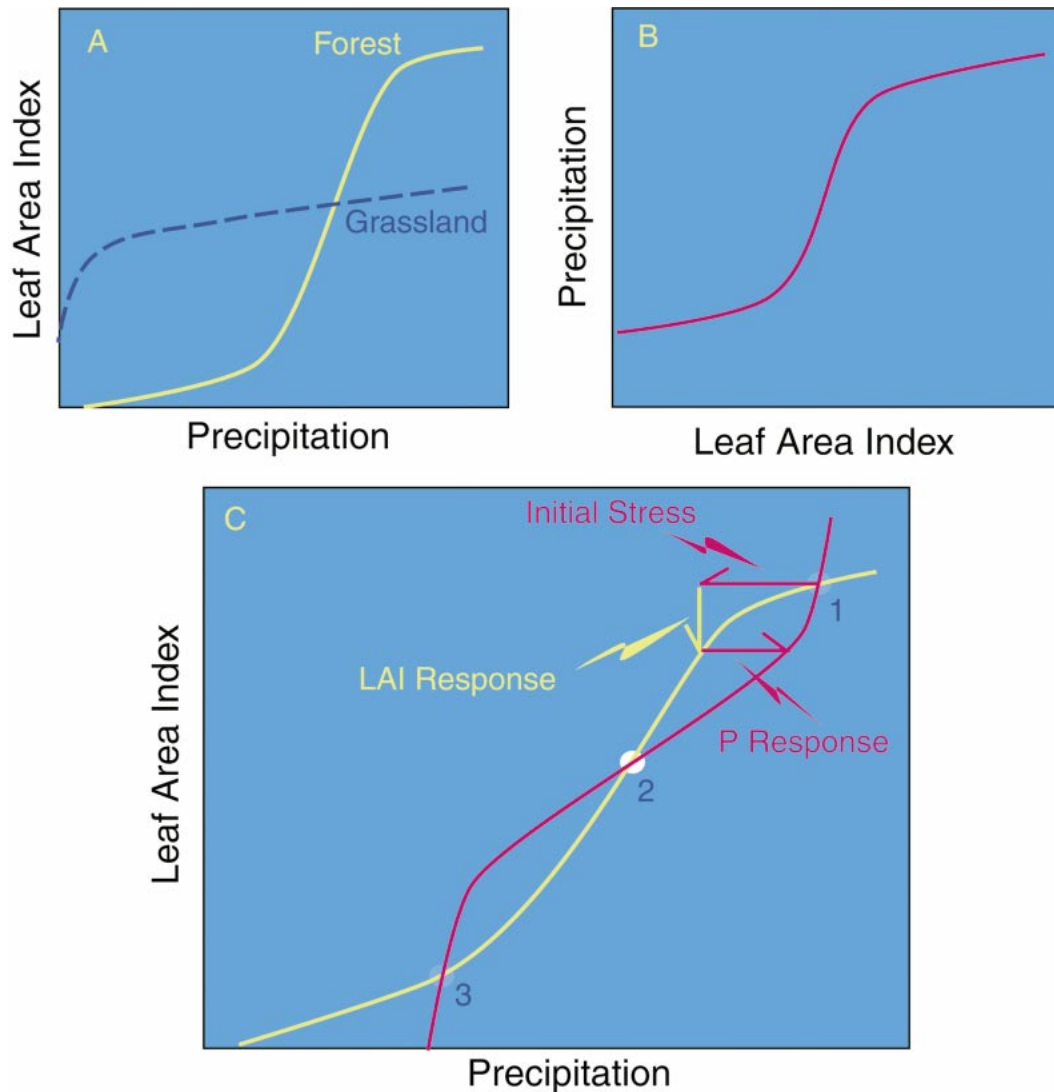 A
Forest
Grassland
Leaf Area Index
Precipitation
B
Precipitation
Leaf Area Index
C
Initial Stress
1
LAI Response
P Response
2
3
Leaf Area Index
Precipitation